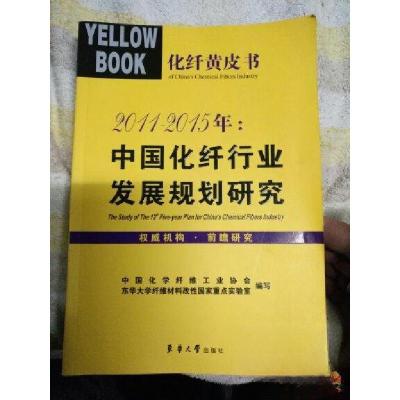 YELLOW
BOOK
化纤黄皮书
of China's Chemical Fibers Industry
2011-2015年:
中国化纤行业
发展规划研究
The Study of The 12th Five-year Plan for China's Chemical Fibers Industry
权威机构·前瞻研究
中国化学纤维工业协会
东华大学纤维材料改性国家重点实验室 编写
东华大学出版社